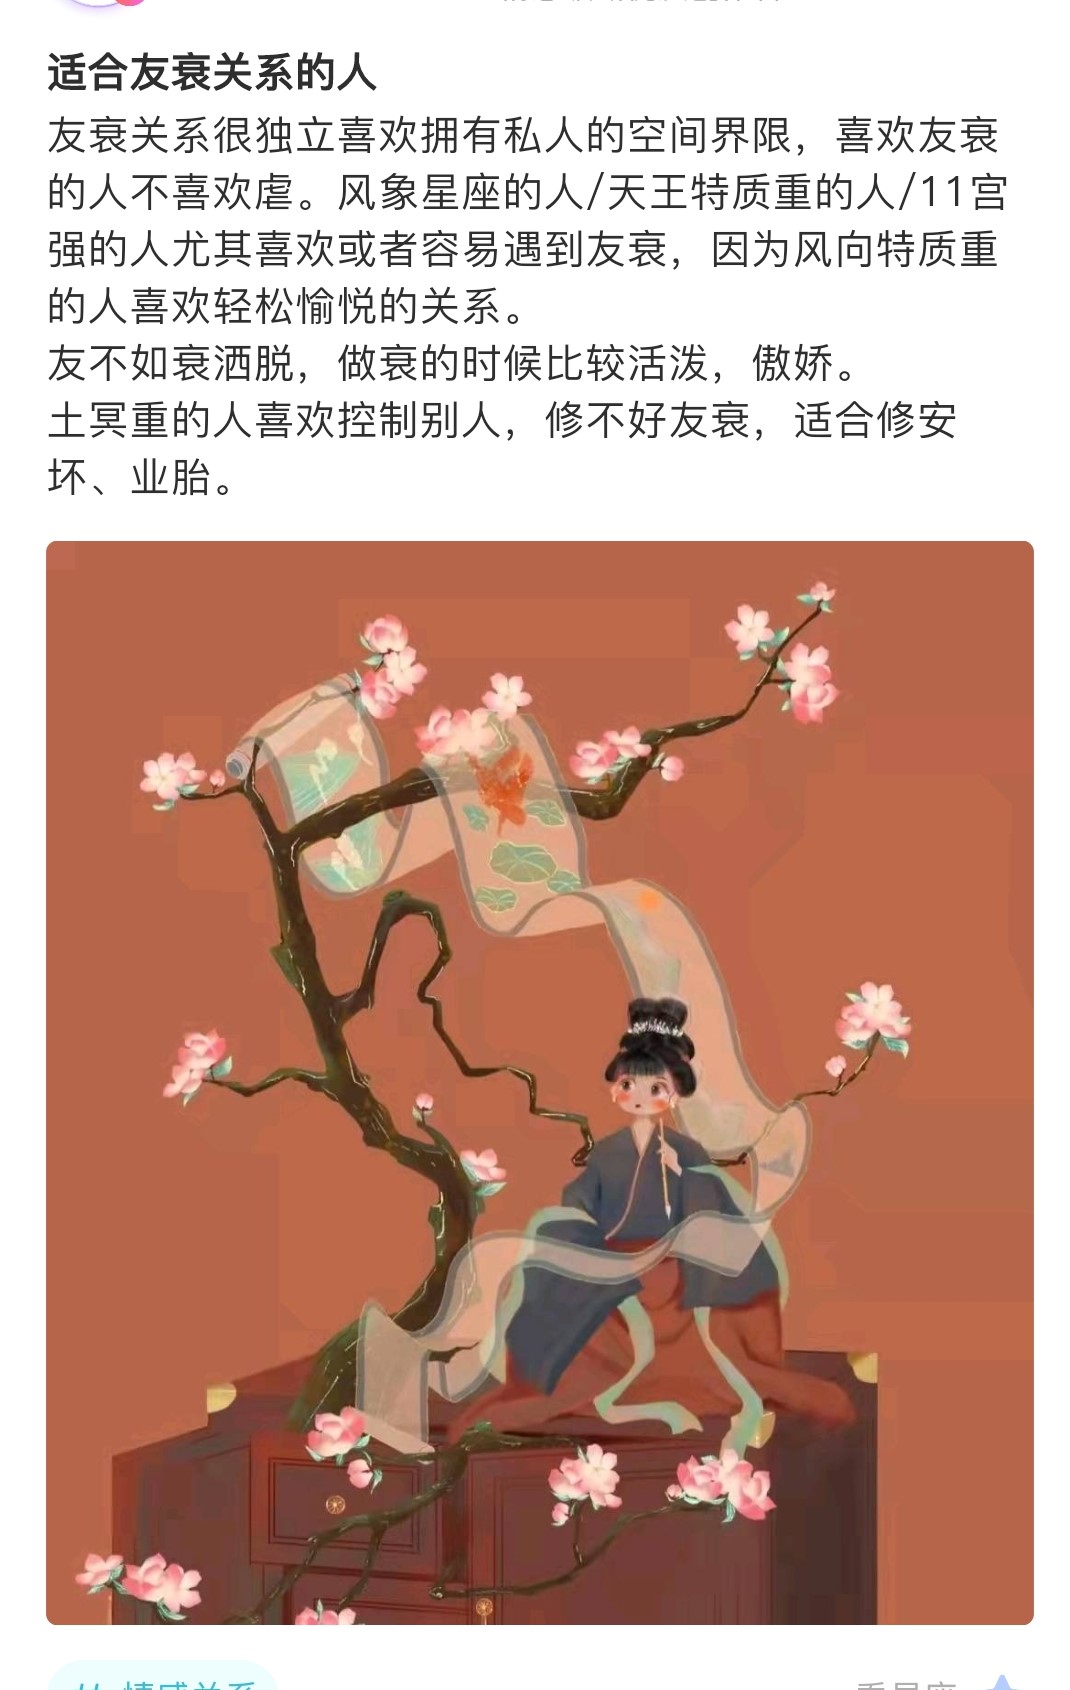 适合友衰关系的人
友衰关系很独立喜欢拥有私人的空间界限，喜欢友衰
的人不喜欢虐。风象星座的人/天王特质重的人/11宫
强的人尤其喜欢或者容易遇到友衰，因为风向特质重
的人喜欢轻松愉悦的关系。
友不如衰洒脱，做衰的时候比较活泼，傲娇。
土冥重的人喜欢控制别人，修不好友衰，适合修安
坏、业胎。
情感关系